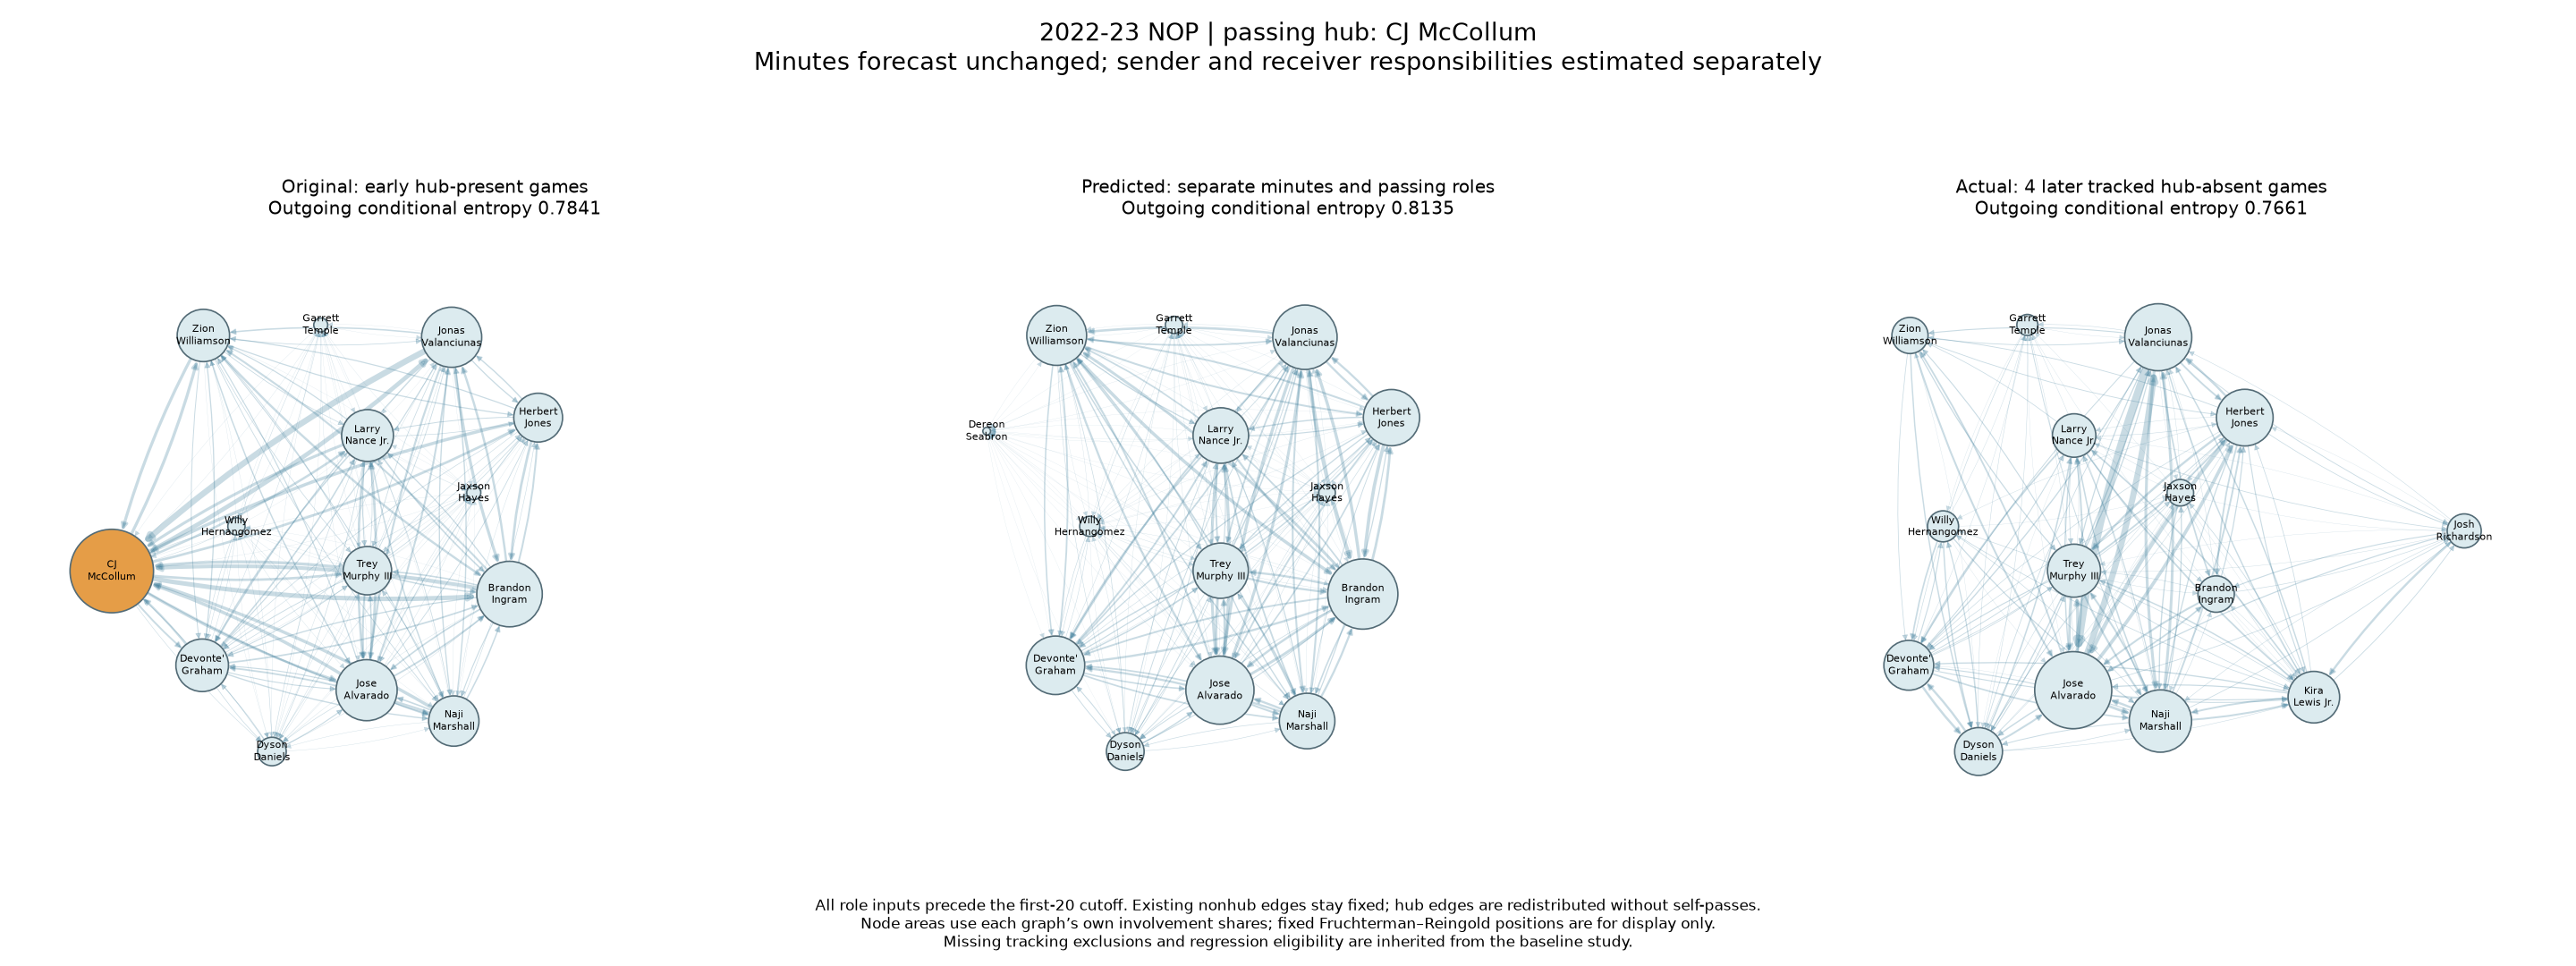 2022-23 NOP | passing hub: CJ McCollum
Minutes forecast unchanged; sender and receiver responsibilities estimated separately
Original: early hub-present games
Outgoing conditional entropy 0.7841
Zion
Williamson
Garrett
Temple
Jonas
Valanciunas
Herbert
Jones
Larry
Nance Jr.
Jaxson
Hayes
Willy
Hernangomez
CJ
McCollum
Trey
Murphy III
Brandon
Ingram
Devonte'
Graham
Jose
Alvarado
Naji
Marshall
Dyson
Daniels
Predicted: separate minutes and passing roles
Outgoing conditional entropy 0.8135
Zion
Williamson
Garrett
Temple
Jonas
Valanciunas
Dereon
Seabron
Herbert
Jones
Larry
Nance Jr.
Jaxson
Hayes
Willy
Hernangomez
Trey
Murphy III
Brandon
Ingram
Devonte'
Graham
Jose
Alvarado
Naji
Marshall
Dyson
Daniels
Actual: 4 later tracked hub-absent games
Outgoing conditional entropy 0.7661
Zion
Williamson
Garrett
Temple
Jonas
Valanciunas
Herbert
Jones
Larry
Nance Jr.
Jaxson
Hayes
Willy
Hernangomez
Josh
Richardson
Trey
Murphy III
Brandon
Ingram
Devonte'
Graham
Jose
Alvarado
Naji
Marshall
Kira
Lewis Jr.
Dyson
Daniels
All role inputs precede the first-20 cutoff. Existing nonhub edges stay fixed; hub edges are redistributed without self-passes.
Node areas use each graph’s own involvement shares; fixed Fruchterman–Reingold positions are for display only.
Missing tracking exclusions and regression eligibility are inherited from the baseline study.